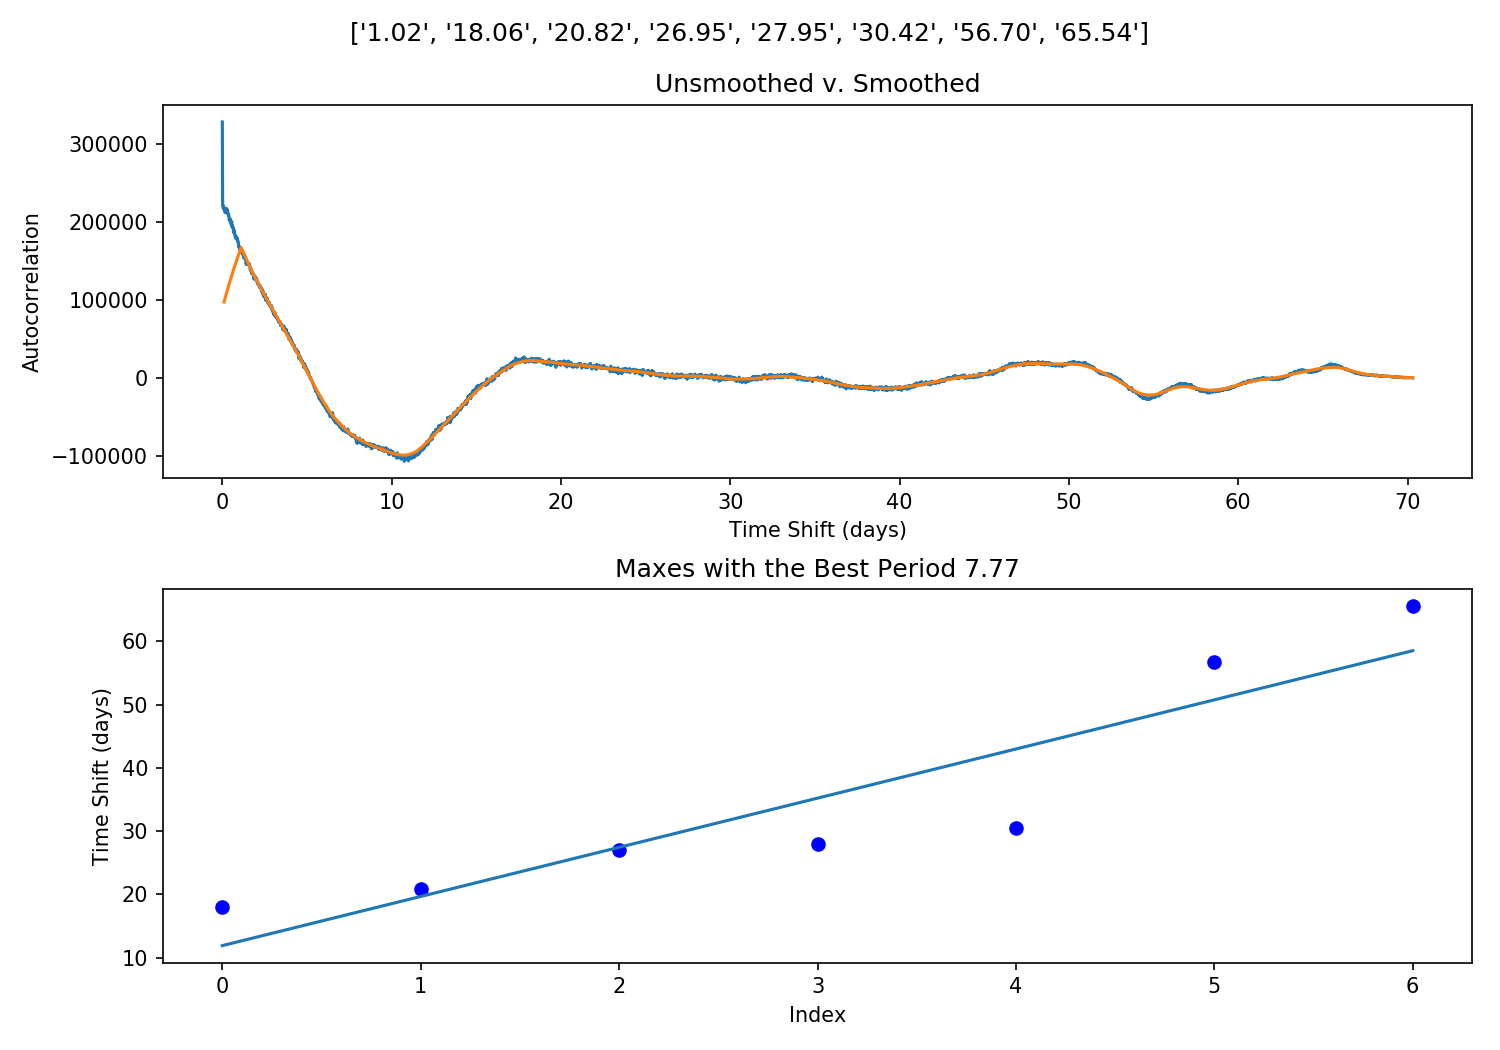 ['1.02', '18.06', '20.82', '26.95', '27.95', '30.42', '56.70', '65.54']
Unsmoothed v. Smoothed
Autocorrelation
300000
200000
100000
0
−100000
0 10 20 30 40 50 60 70
Time Shift (days)
Maxes with the Best Period 7.77
Time Shift (days)
60
50
40
30
20
10
0 1 2 3 4 5 6
Index